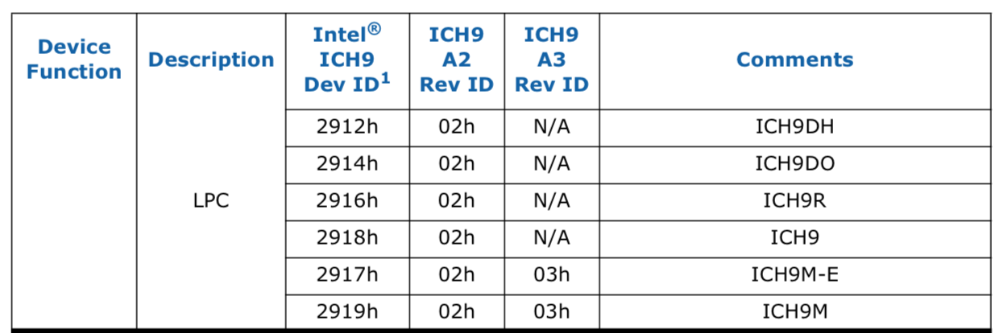 Device Function Description Intel® ICH9 Dev ID1 ICH9 A2 Rev ID ICH9 A3 Rev ID Comments
2912h 02h N/A ICH9DH
2914h 02h N/A ICH9DO
LPC 2916h 02h N/A ICH9R
2918h 02h N/A ICH9
2917h 02h 03h ICH9M-E
2919h 02h 03h ICH9M